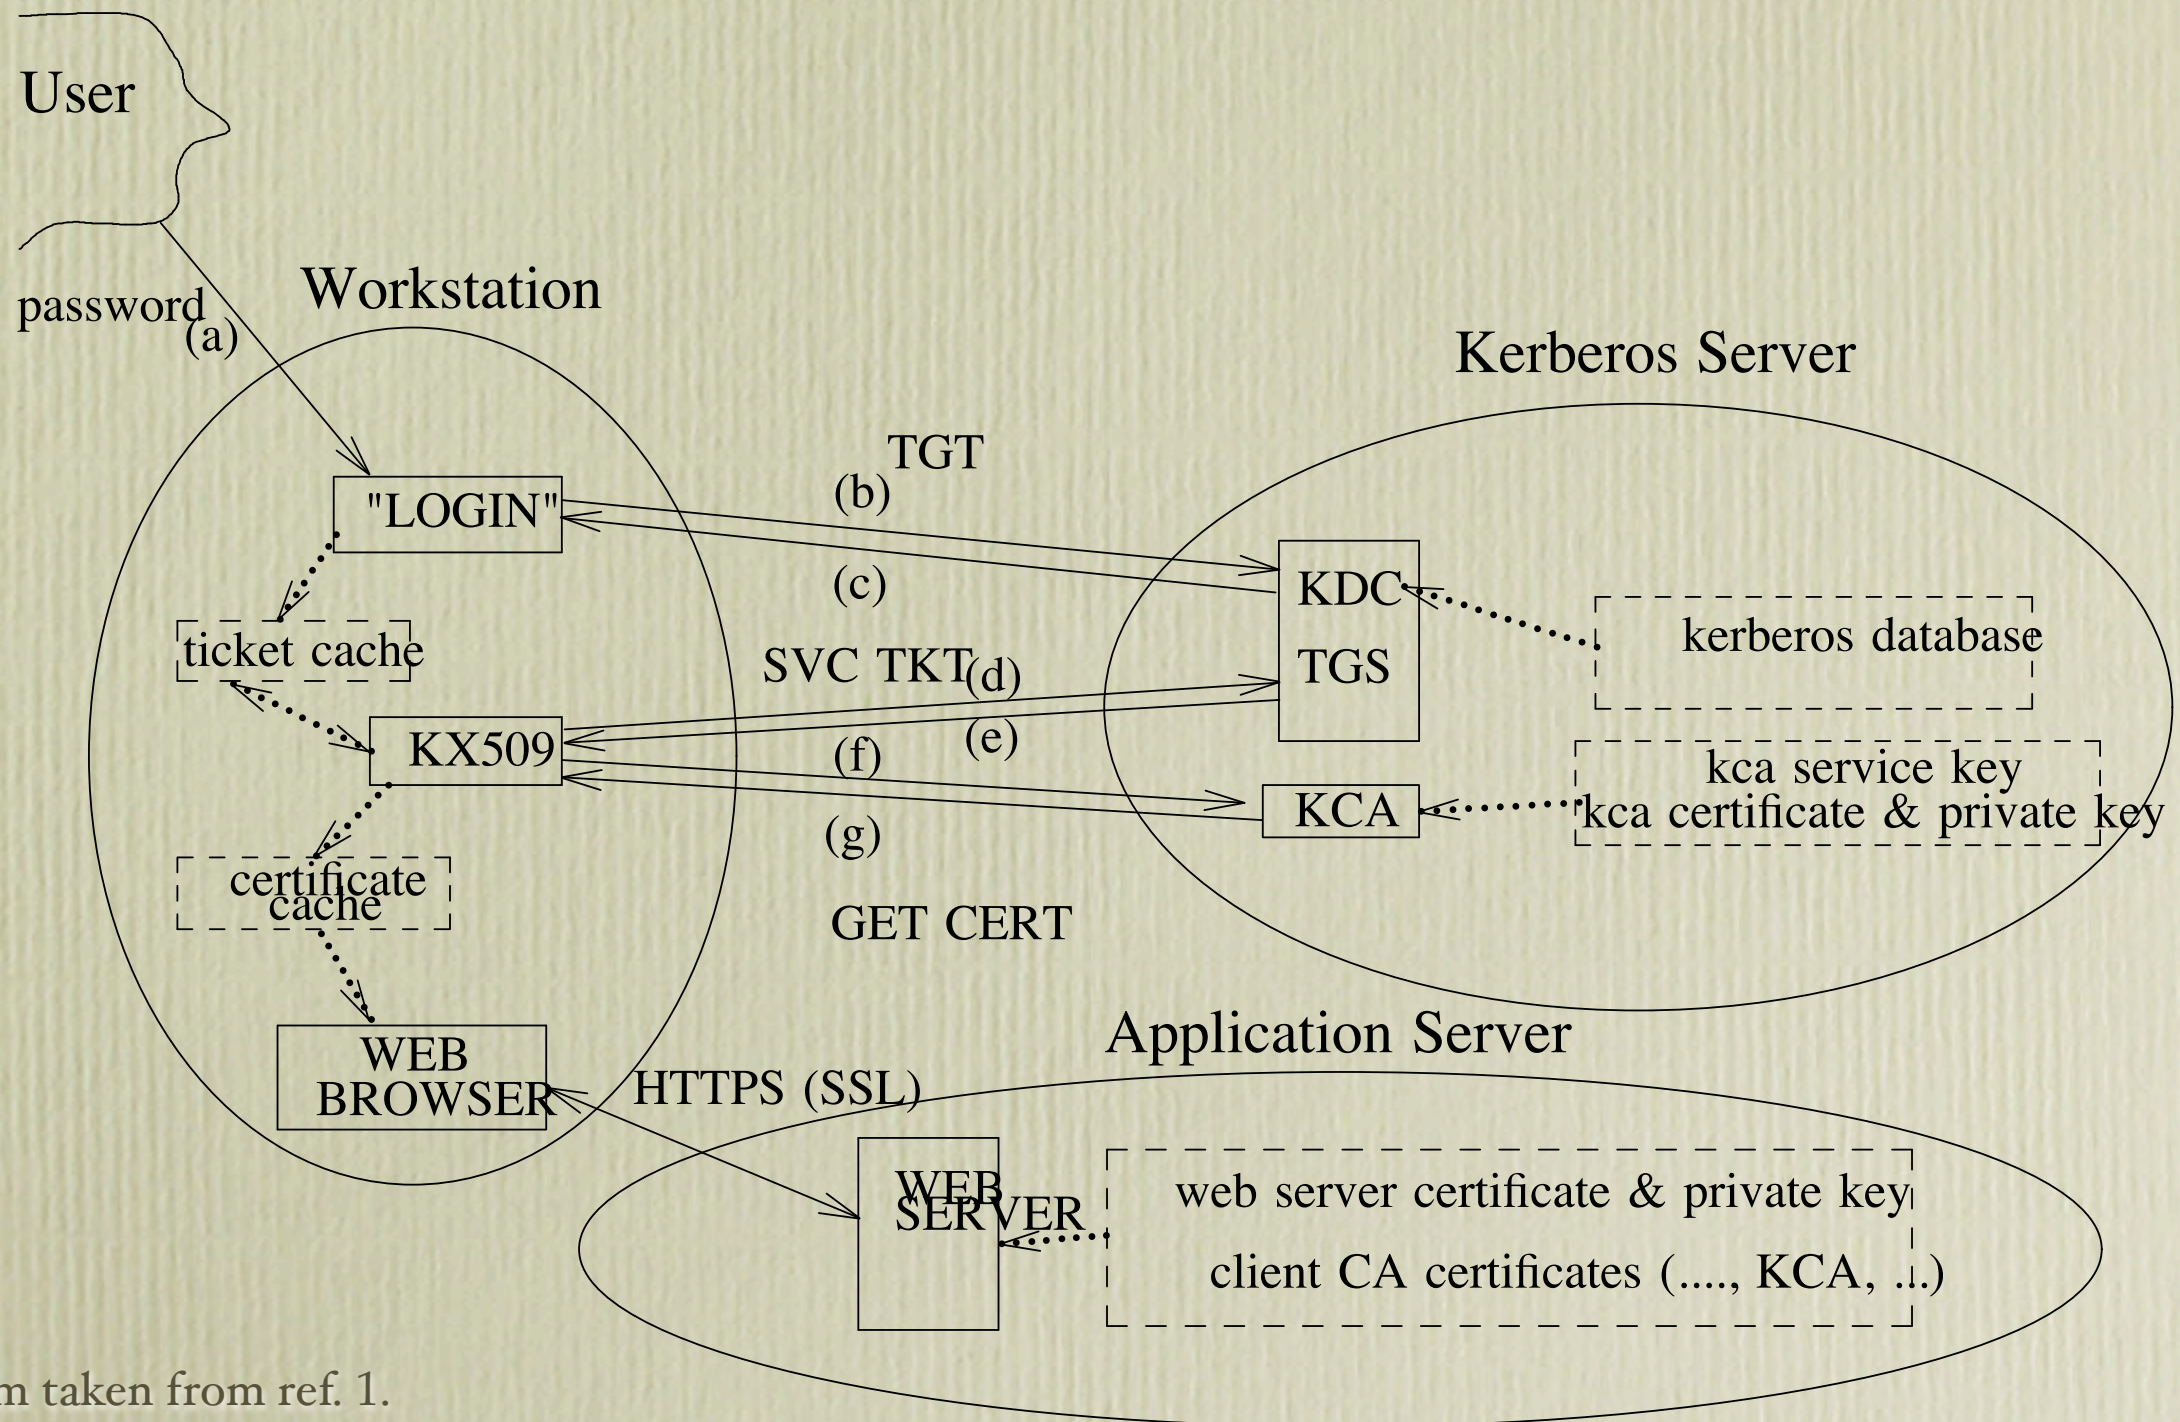 User
password
(a)
Workstation
Kerberos Server
TGT
(b)
"LOGIN"
(c)
KDC
kerberos database
ticket cache
SVC TKT
(d)
TGS
KX509
(e)
(f)
kca service key
KCA
kca certificate & private key
(g)
certificate
cache
GET CERT
Application Server
WEB
BROWSER
HTTPS (SSL)
WEB
SERVER
web server certificate & private key
client CA certificates (...., KCA, ...)
m taken from ref. 1.